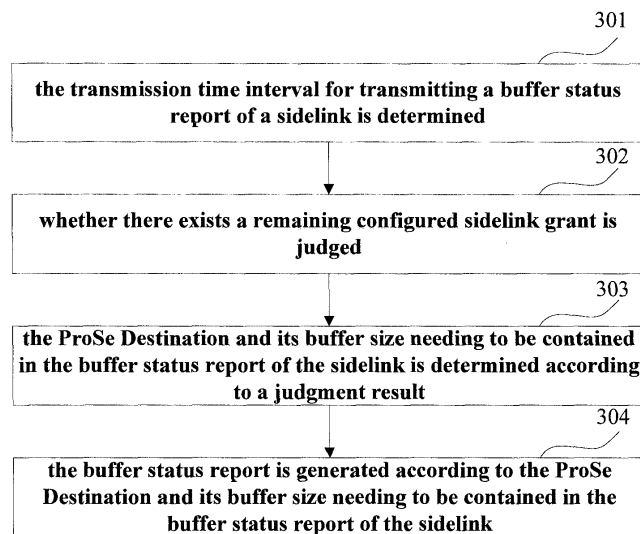 301
the transmission time interval for transmitting a buffer status
report of a sidelink is determined
302
whether there exists a remaining configured sidelink grant is
judged
303
the ProSe Destination and its buffer size needing to be contained
in the buffer status report of the sidelink is determined according
to a judgment result
304
the buffer status report is generated according to the ProSe
Destination and its buffer size needing to be contained in the
buffer status report of the sidelink